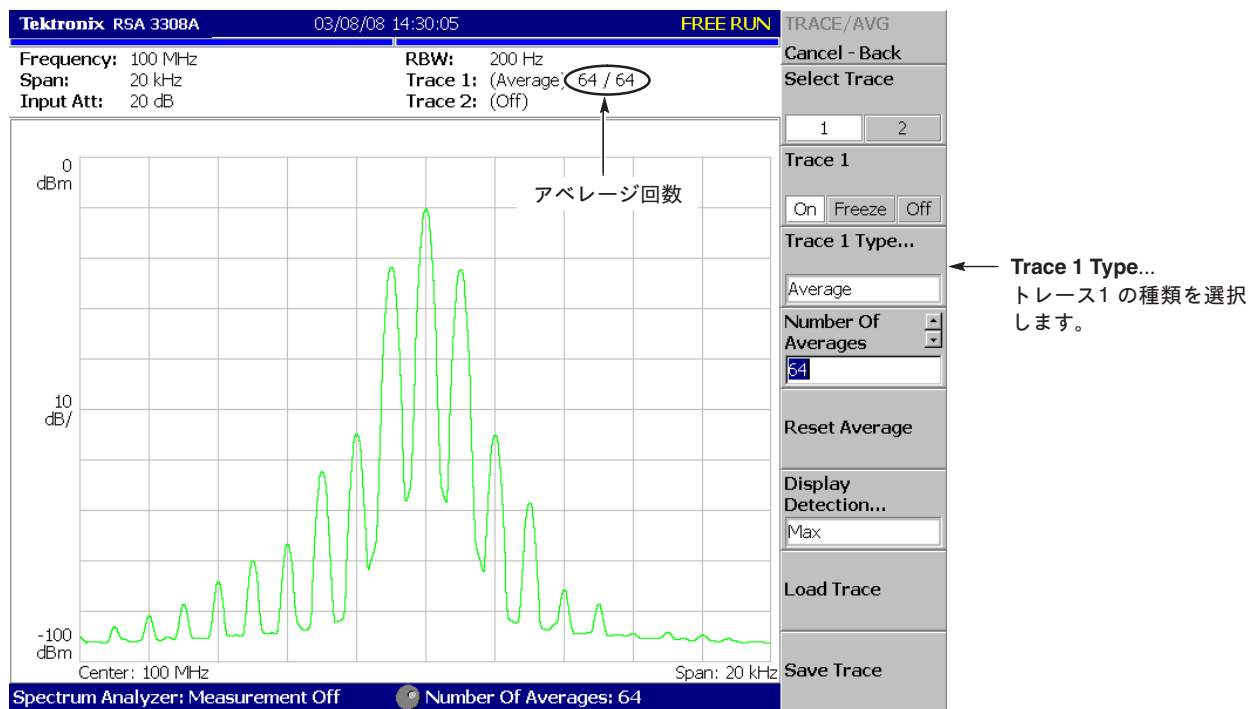 Tektronix RSA 3308A 03/08/08 14:30:05 FREE RUN
Frequency: 100 MHz
Span: 20 kHz
Input Att: 20 dB
RBW: 200 Hz
Trace 1: (Average) 64 / 64
Trace 2: (Off)
アベレージ回数
0
dBm
10
dB/
-100
dBm
Center: 100 MHz
Span: 20 kHz
Spectrum Analyzer: Measurement Off
Number Of Averages: 64
TRACE/AVG
Cancel - Back
Select Trace
1 2
Trace 1
On Freeze Off
Trace 1 Type...
Average
Number Of
Averages
64
Reset Average
Display
Detection...
Max
Load Trace
Save Trace
Trace 1 Type...
トレース1 の種類を選択
します。